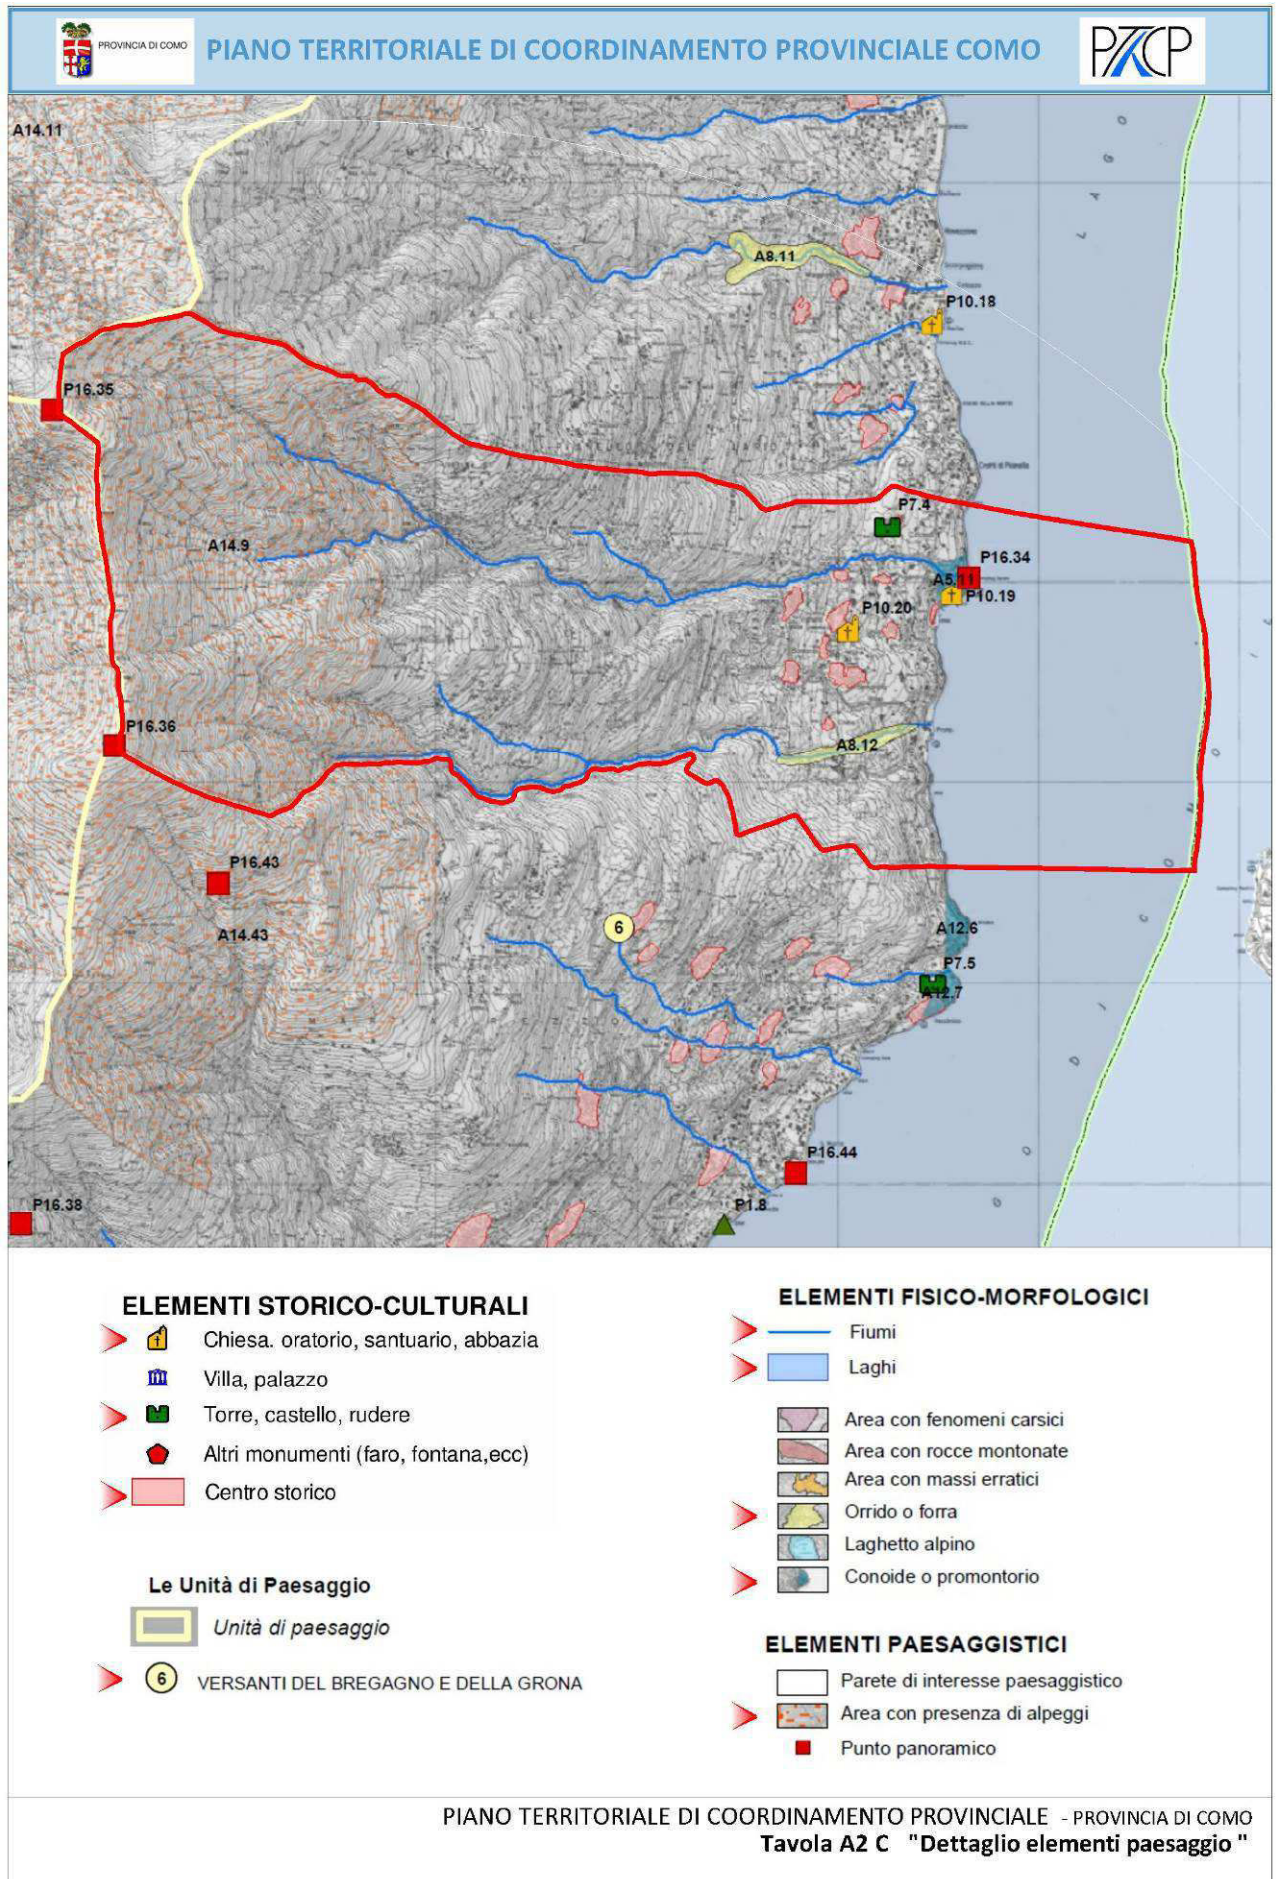 PROVINCIA DI COMO
PIANO TERRITORIALE DI COORDINAMENTO PROVINCIALE COMO
PTCP
A14.11
L A G O
A8.11
P10.18
P16.35
P7.4
A14.9
P16.34
A5.11
P10.19
P10.20
P16.36
A8.12
P16.43
A14.43
6
A12.6
P7.5
A12.7
D I
C O
P16.44
P16.38
P1.8
ELEMENTI STORICO-CULTURALI
Chiesa. oratorio, santuario, abbazia
Villa, palazzo
Torre, castello, rudere
Altri monumenti (faro, fontana,ecc)
Centro storico
Le Unità di Paesaggio
Unità di paesaggio
6 VERSANTI DEL BREGAGNO E DELLA GRONA
ELEMENTI FISICO-MORFOLOGICI
Fiumi
Laghi
Area con fenomeni carsici
Area con rocce montonate
Area con massi erratici
Orrido o forra
Laghetto alpino
Conoide o promontorio
ELEMENTI PAESAGGISTICI
Parete di interesse paesaggistico
Area con presenza di alpeggi
Punto panoramico
PIANO TERRITORIALE DI COORDINAMENTO PROVINCIALE - PROVINCIA DI COMO
Tavola A2 C "Dettaglio elementi paesaggio "